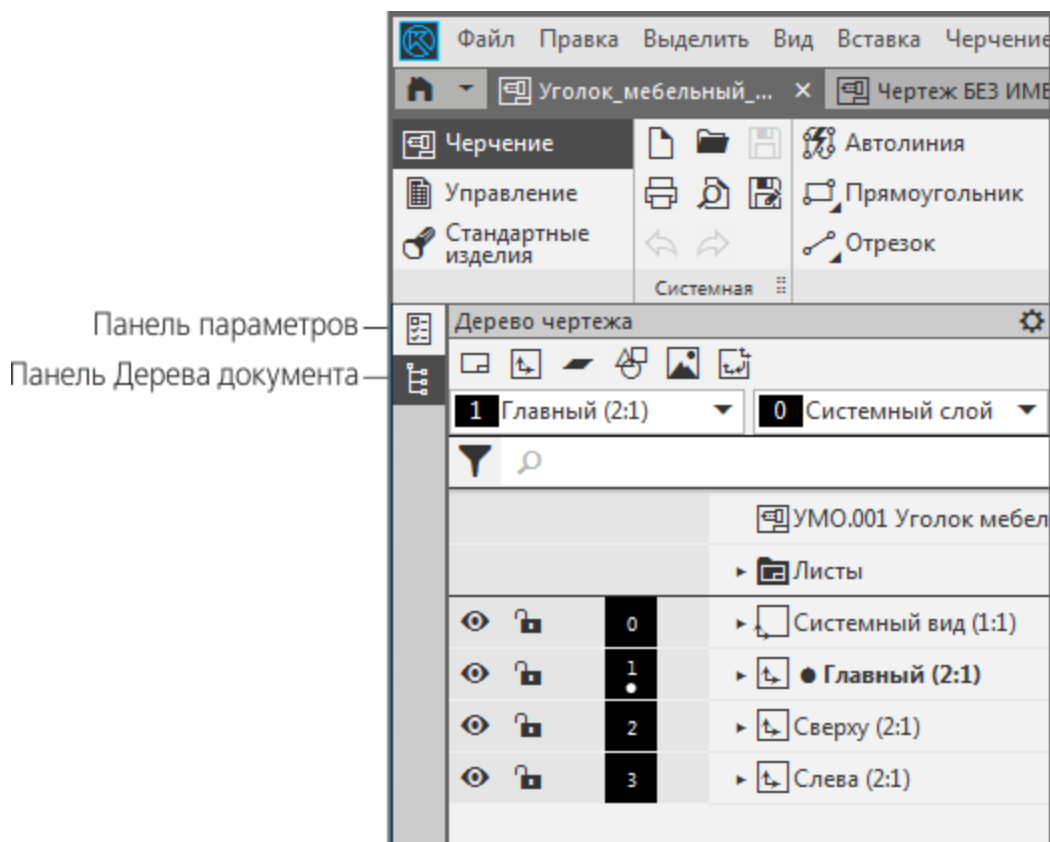 Файл Правка Выделить Вид Вставка Черчение
Уголок_мебельный_... × Чертеж БЕЗ ИМЕ
Черчение
Автолиния
Управление
Прямоугольник
Стандартные
изделия
Отрезок
Системная
Панель параметров
Дерево чертежа
Панель Дерева документа
1 Главный (2:1)
0 Системный слой
УМО.001 Уголок мебел
Листы
0 Системный вид (1:1)
1 ● Главный (2:1)
2 Сверху (2:1)
3 Слева (2:1)